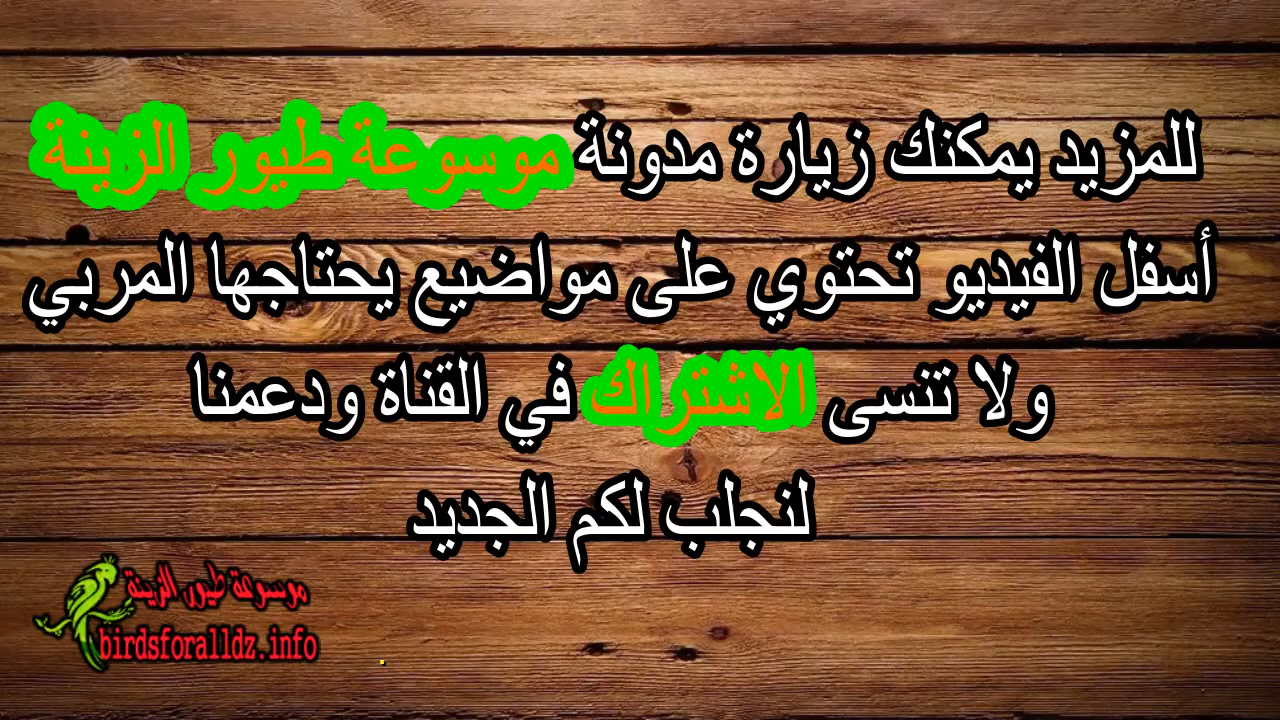 للمزيد يمكنك زيارة مدونة موسوعة طيور الزينة
أسفل الفيديو تحتوي على مواضيع يحتاجها المربي
ولا تنسى الاشتراك في القناة ودعمنا
لنجلب لكم الجديد
موسوعة طيور الزينة
birdsforalldz.info